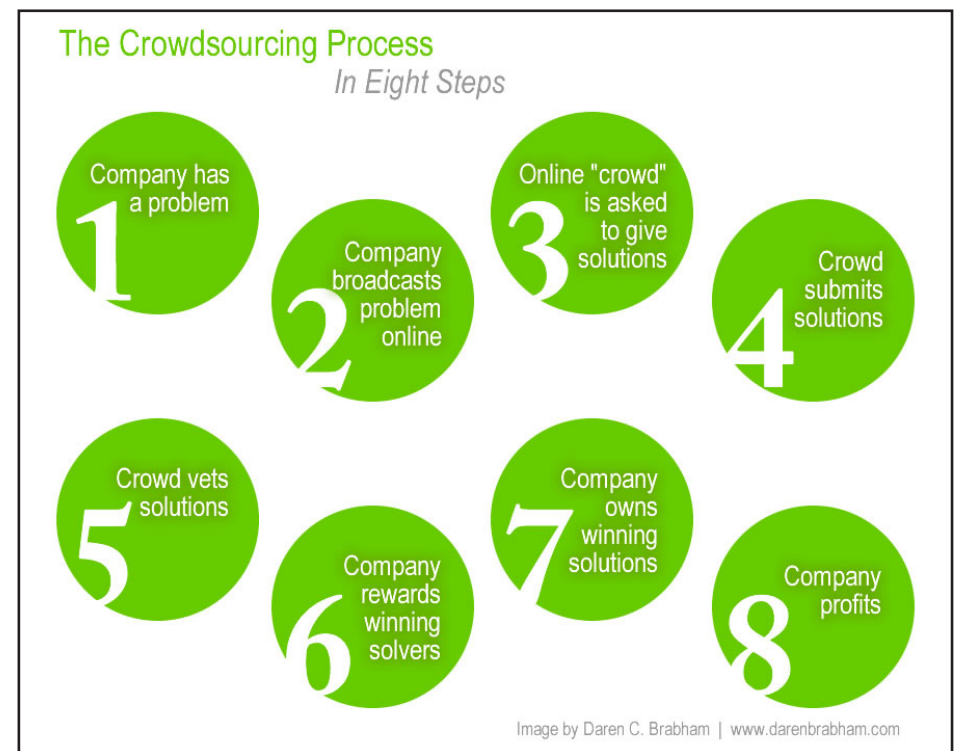 The Crowdsourcing Process
In Eight Steps
1
Company has
a problem
2
Company
broadcasts
problem
online
3
Online "crowd"
is asked
to give
solutions
4
Crowd
submits
solutions
5
Crowd vets
solutions
6
Company
rewards
winning
solvers
7
Company
owns
winning
solutions
8
Company
profits
Image by Daren C. Brabham | www.darenbrabham.com